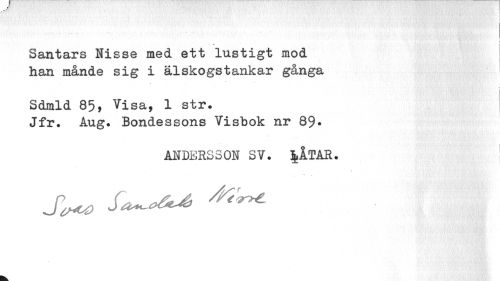 Santars Nisse med ett lustigt mod
han månde sig i älskogstankar gånga
Sdmld 85, Visa, 1 str.
Jfr. Aug. Bondessons Visbok nr 89.
ANDERSSON SV. LÅTAR.
Svas Sandals Nisse